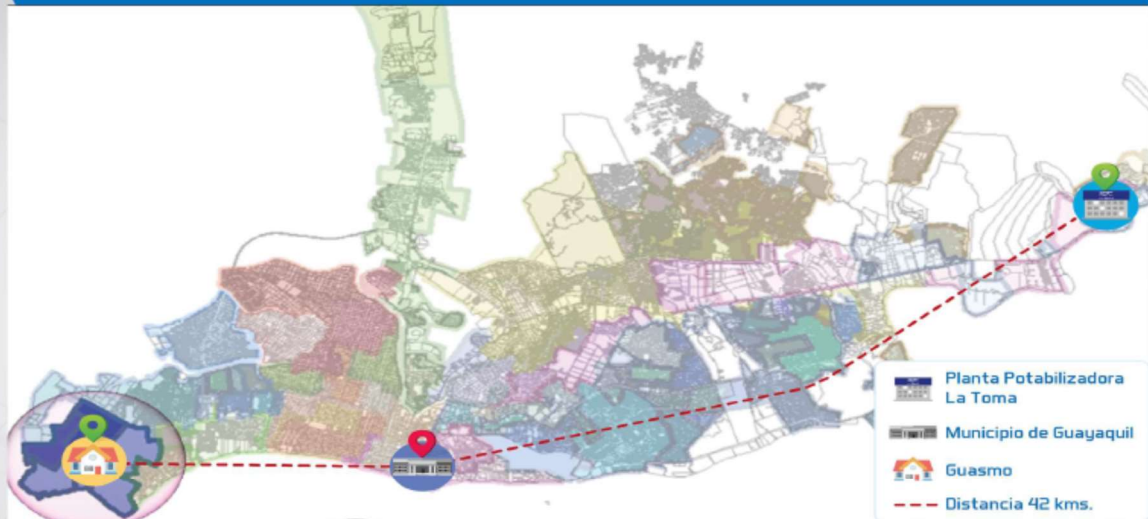 Planta Potabilizadora
La Toma
Municipio de Guayaquil
Guasmo
Distancia 42 kms.